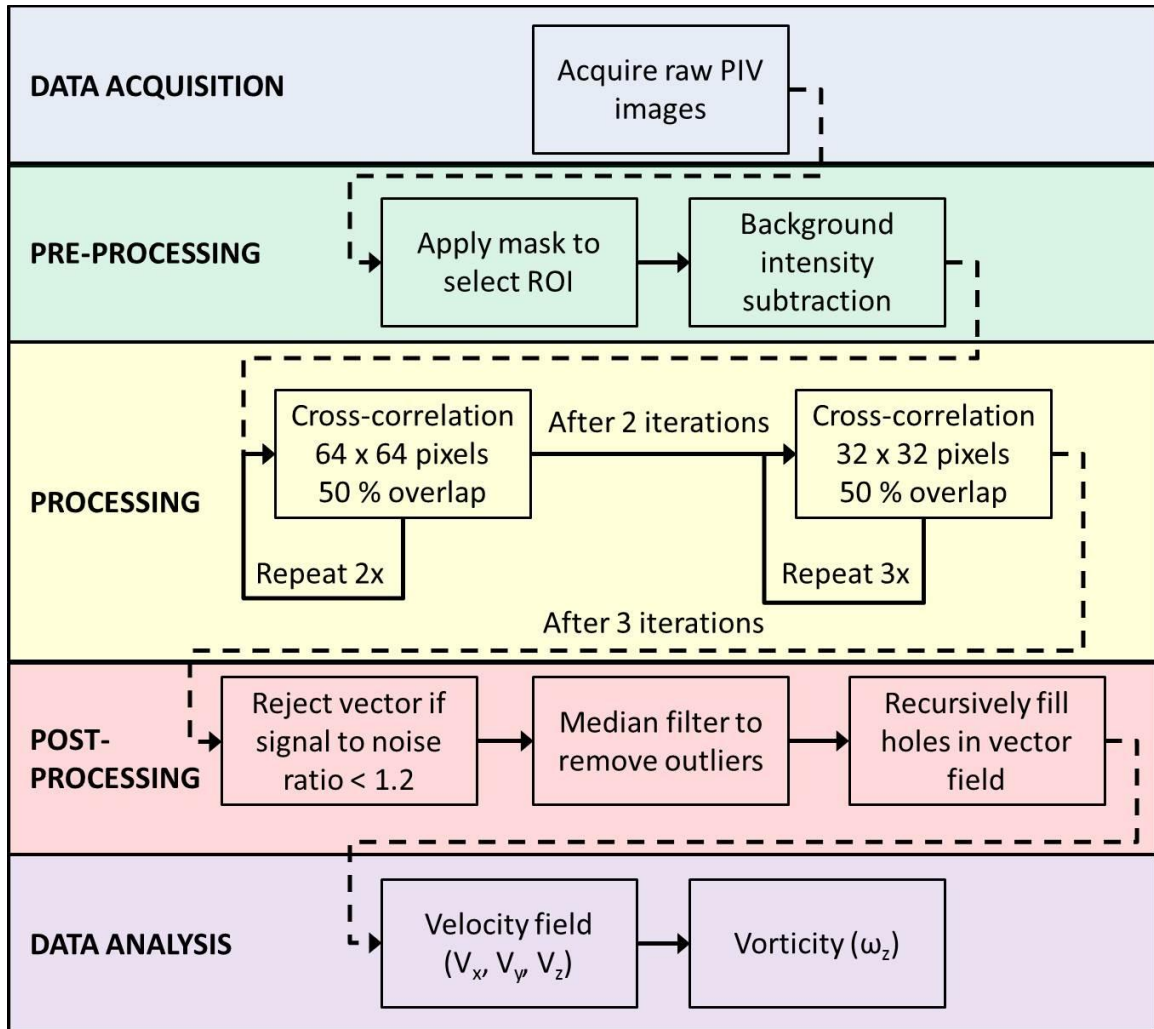 DATA ACQUISITION
Acquire raw PIV
images
PRE-PROCESSING
Apply mask to
select ROI
Background
intensity
subtraction
PROCESSING
Cross-correlation
64 x 64 pixels
50 % overlap
Repeat 2x
After 2 iterations
Cross-correlation
32 x 32 pixels
50 % overlap
Repeat 3x
After 3 iterations
POST-
PROCESSING
Reject vector if
signal to noise
ratio < 1.2
Median filter to
remove outliers
Recursively fill
holes in vector
field
DATA ANALYSIS
Velocity field
(Vx, Vy, Vz)
Vorticity (ωz)